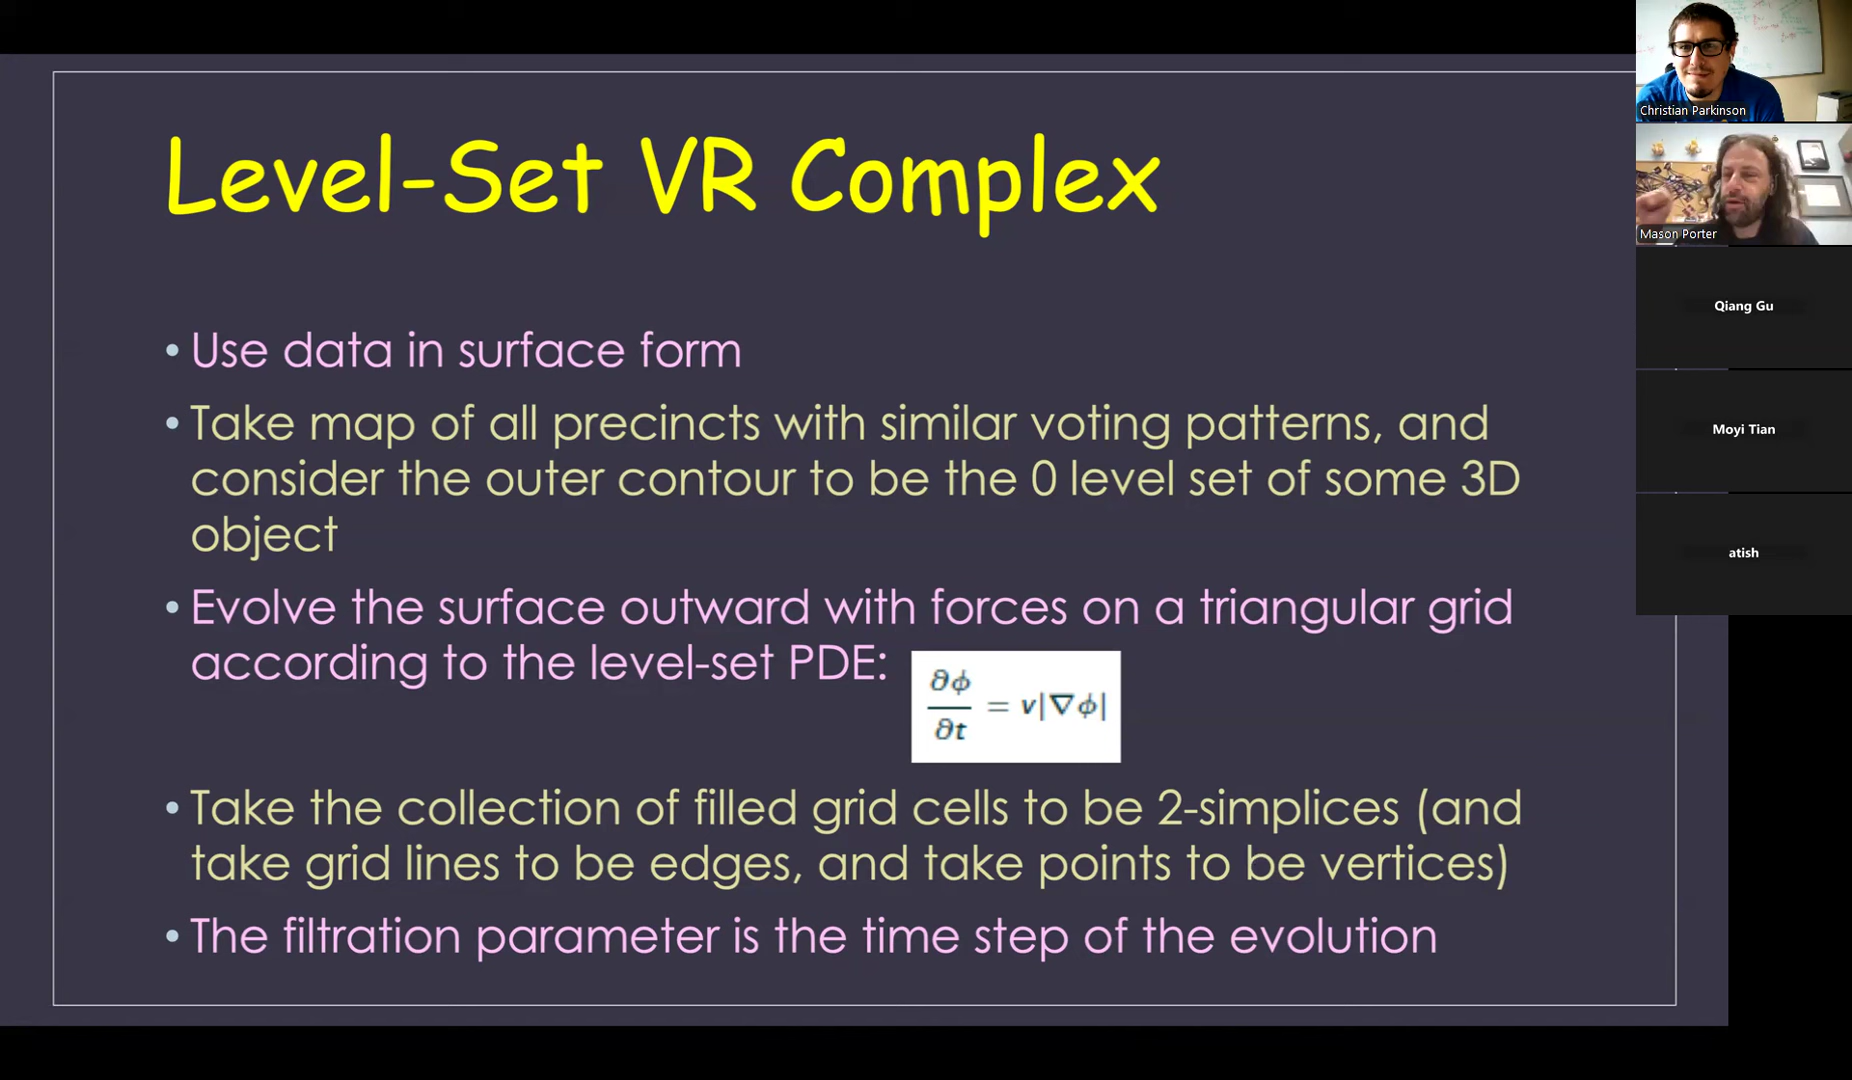 Level-Set VR Complex
• Use data in surface form
• Take map of all precincts with similar voting patterns, and
consider the outer contour to be the 0 level set of some 3D
object
• Evolve the surface outward with forces on a triangular grid
according to the level-set PDE:
∂ϕ/∂t = v|∇ϕ|
• Take the collection of filled grid cells to be 2-simplices (and
take grid lines to be edges, and take points to be vertices)
• The filtration parameter is the time step of the evolution
Christian Parkinson
Mason Porter
Qiang Gu
Moyi Tian
atish